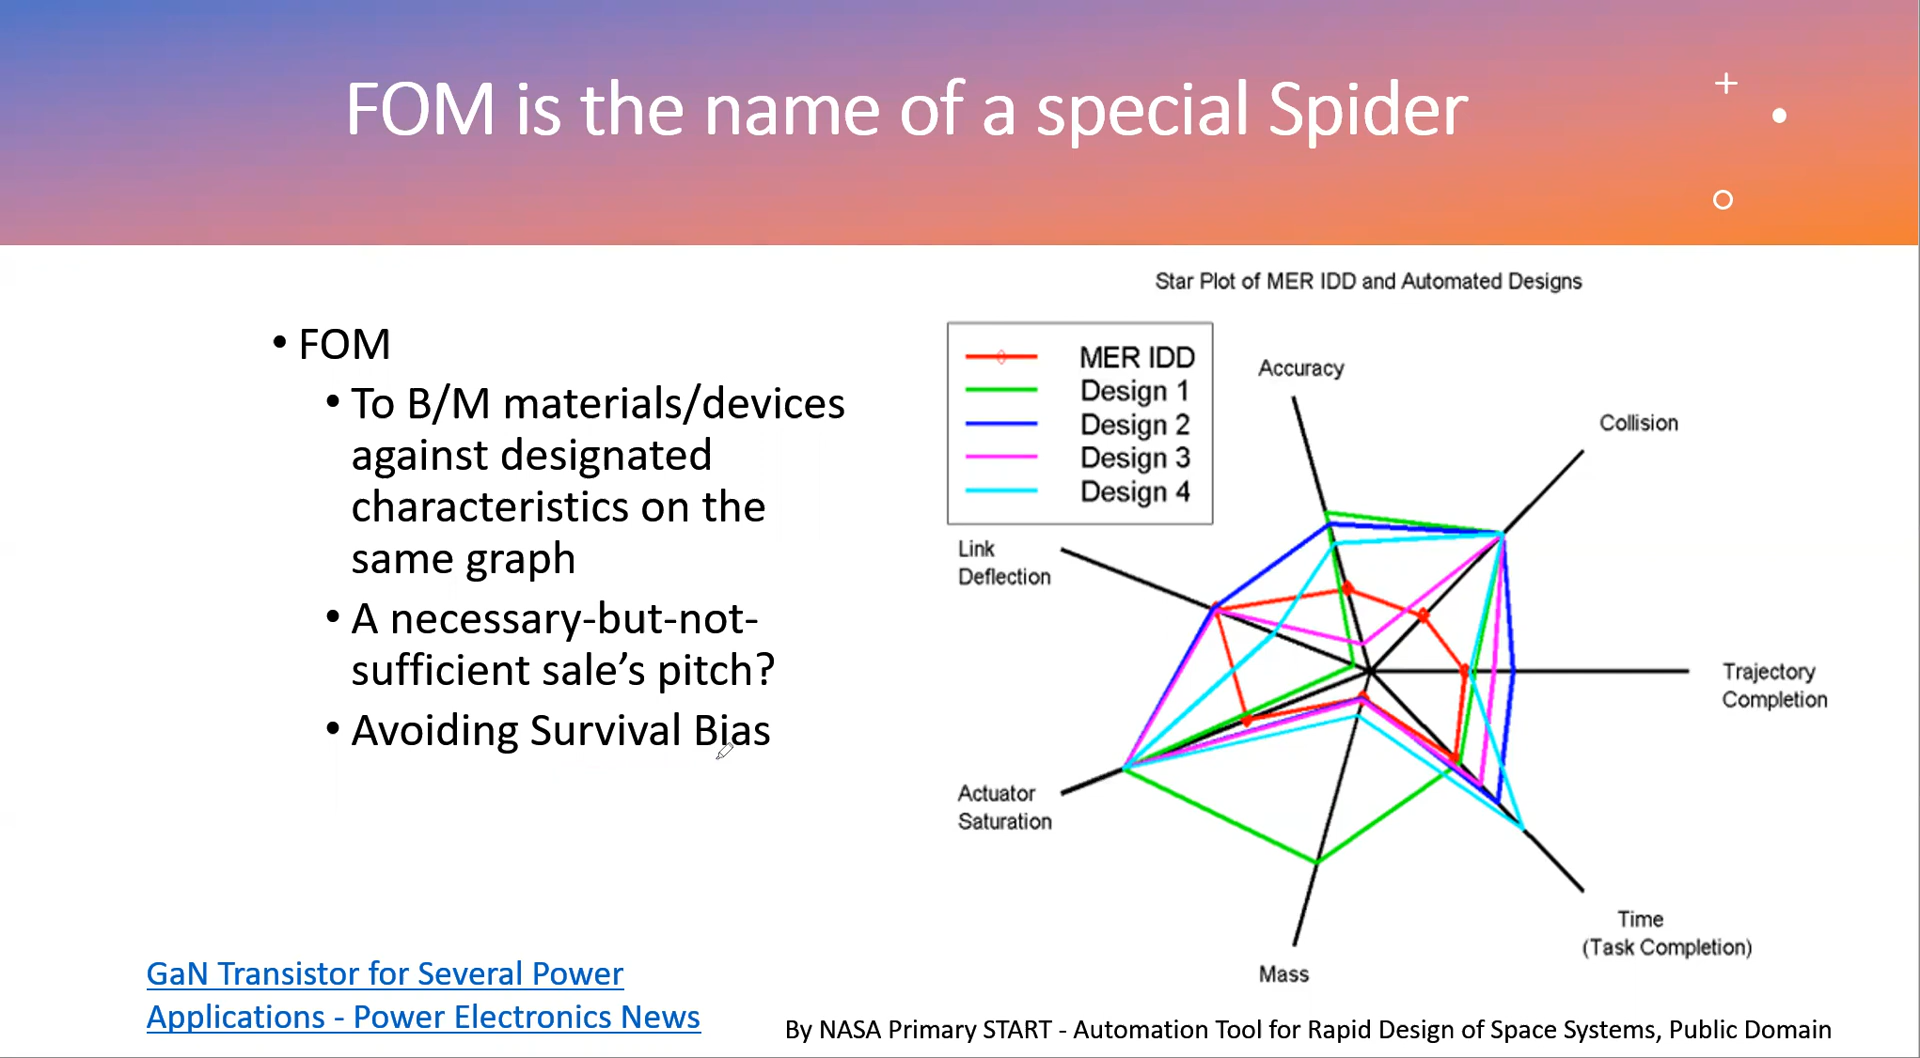 FOM is the name of a special Spider
• FOM
• To B/M materials/devices
against designated
characteristics on the
same graph
• A necessary-but-not-
sufficient sale’s pitch?
• Avoiding Survival Bias
GaN Transistor for Several Power
Applications - Power Electronics News
Star Plot of MER IDD and Automated Designs
MER IDD
Design 1
Design 2
Design 3
Design 4
Accuracy
Collision
Link
Deflection
Trajectory
Completion
Actuator
Saturation
Time
(Task Completion)
Mass
By NASA Primary START - Automation Tool for Rapid Design of Space Systems, Public Domain